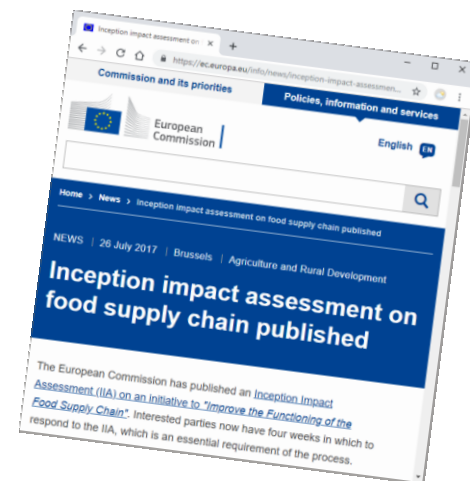 Inception impact assessment on
https://ec.europa.eu/info/news/inception-impact-assessmen...
Commission and its priorities
Policies, information and services
European
Commission
English EN
Home > News > Inception impact assessment on food supply chain published
NEWS | 26 July 2017 | Brussels | Agriculture and Rural Development
Inception impact assessment on
food supply chain published
The European Commission has published an Inception Impact
Assessment (IIA) on an initiative to "Improve the Functioning of the
Food Supply Chain". Interested parties now have four weeks in which to
respond to the IIA, which is an essential requirement of the process.